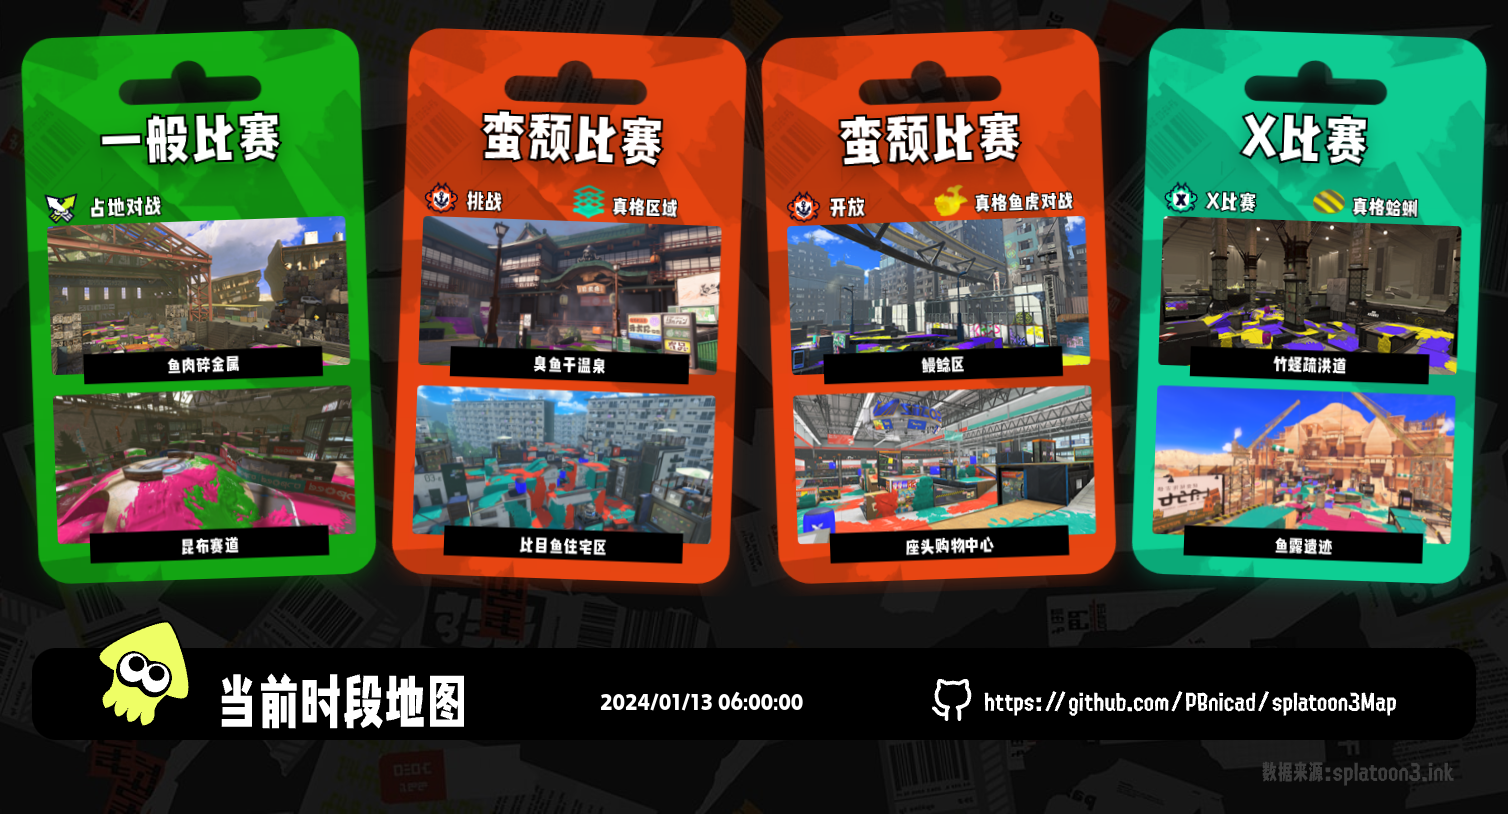 一般比赛
占地对战
鱼肉碎金属
昆布赛道
蛮颓比赛
挑战
真格区域
臭鱼干温泉
比目鱼住宅区
蛮颓比赛
开放
真格鱼虎对战
鳗鲶区
座头购物中心
X比赛
X比赛
真格蛤蜊
竹蛏疏洪道
鱼露遗迹
当前时段地图
2024/01/13 06:00:00
https://github.com/PBnicad/splatoon3Map
数据来源:splatoon3.ink